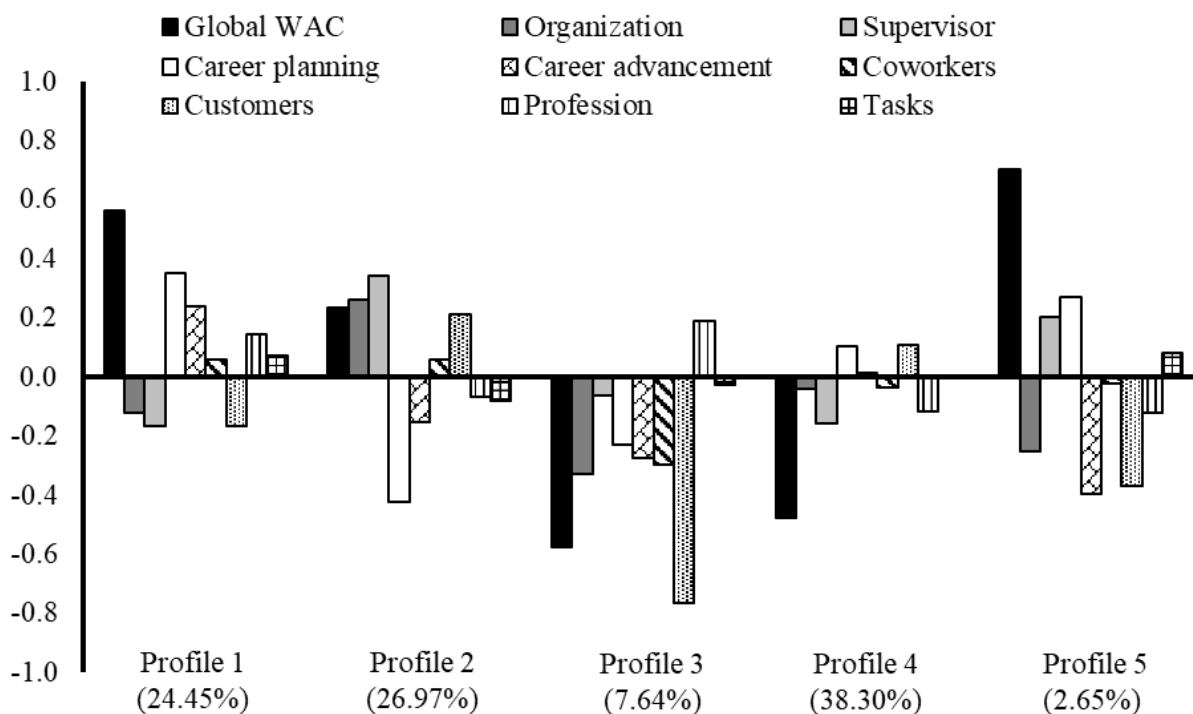 Global WAC Organization Supervisor
Career planning Career advancement Coworkers
Customers Profession Tasks
1.0
0.8
0.6
0.4
0.2
0.0
-0.2
-0.4
-0.6
-0.8
-1.0
Profile 1 Profile 2 Profile 3 Profile 4 Profile 5
(24.45%) (26.97%) (7.64%) (38.30%) (2.65%)